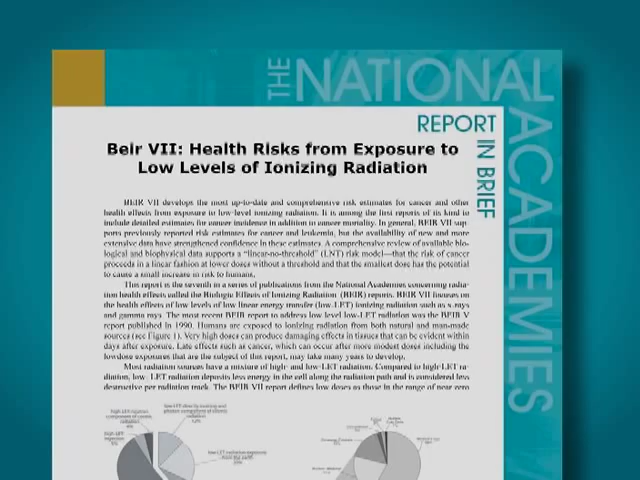 THE NATIONAL ACADEMIES
REPORT
IN BRIEF
Beir VII: Health Risks from Exposure to
Low Levels of Ionizing Radiation
BEIR VII develops the most up-to-date and comprehensive risk estimates for cancer and other
health effects from exposure to low-level ionizing radiation. It is among the first reports of its kind to
include detailed estimates for cancer incidence in addition to cancer mortality. In general, BEIR VII sup-
ports previously reported risk estimates for cancer and leukemia, but the availability of new and more
extensive data have strengthened confidence in these estimates. A comprehensive review of available bio-
logical and biophysical data supports a "linear-no-threshold" (LNT) risk model—that the risk of cancer
proceeds in a linear fashion at lower doses without a threshold and that the smallest dose has the potential
to cause a small increase in risk to humans.
This report is the seventh in a series of publications from the National Academies concerning radia-
tion health effects called the Biologic Effects of Ionizing Radiation (BEIR) reports. BEIR VII focuses on
the health effects of low levels of low linear energy transfer (low-LET) ionizing radiation such as x-rays
and gamma rays. The most recent BEIR report to address low level low-LET radiation was the BEIR V
report published in 1990. Humans are exposed to ionizing radiation from both natural and man-made
sources (see Figure 1). Very high doses can produce damaging effects in tissues that can be evident within
days after exposure. Late effects such as cancer, which can occur after more modest doses including the
lowdose exposures that are the subject of this report, may take many years to develop.
Most radiation sources have a mixture of high- and low-LET radiation. Compared to high-LET ra-
diation, low- LET radiation deposits less energy in the cell along the radiation path and is considered less
destructive per radiation track. The BEIR VII report defines low doses as those in the range of near zero